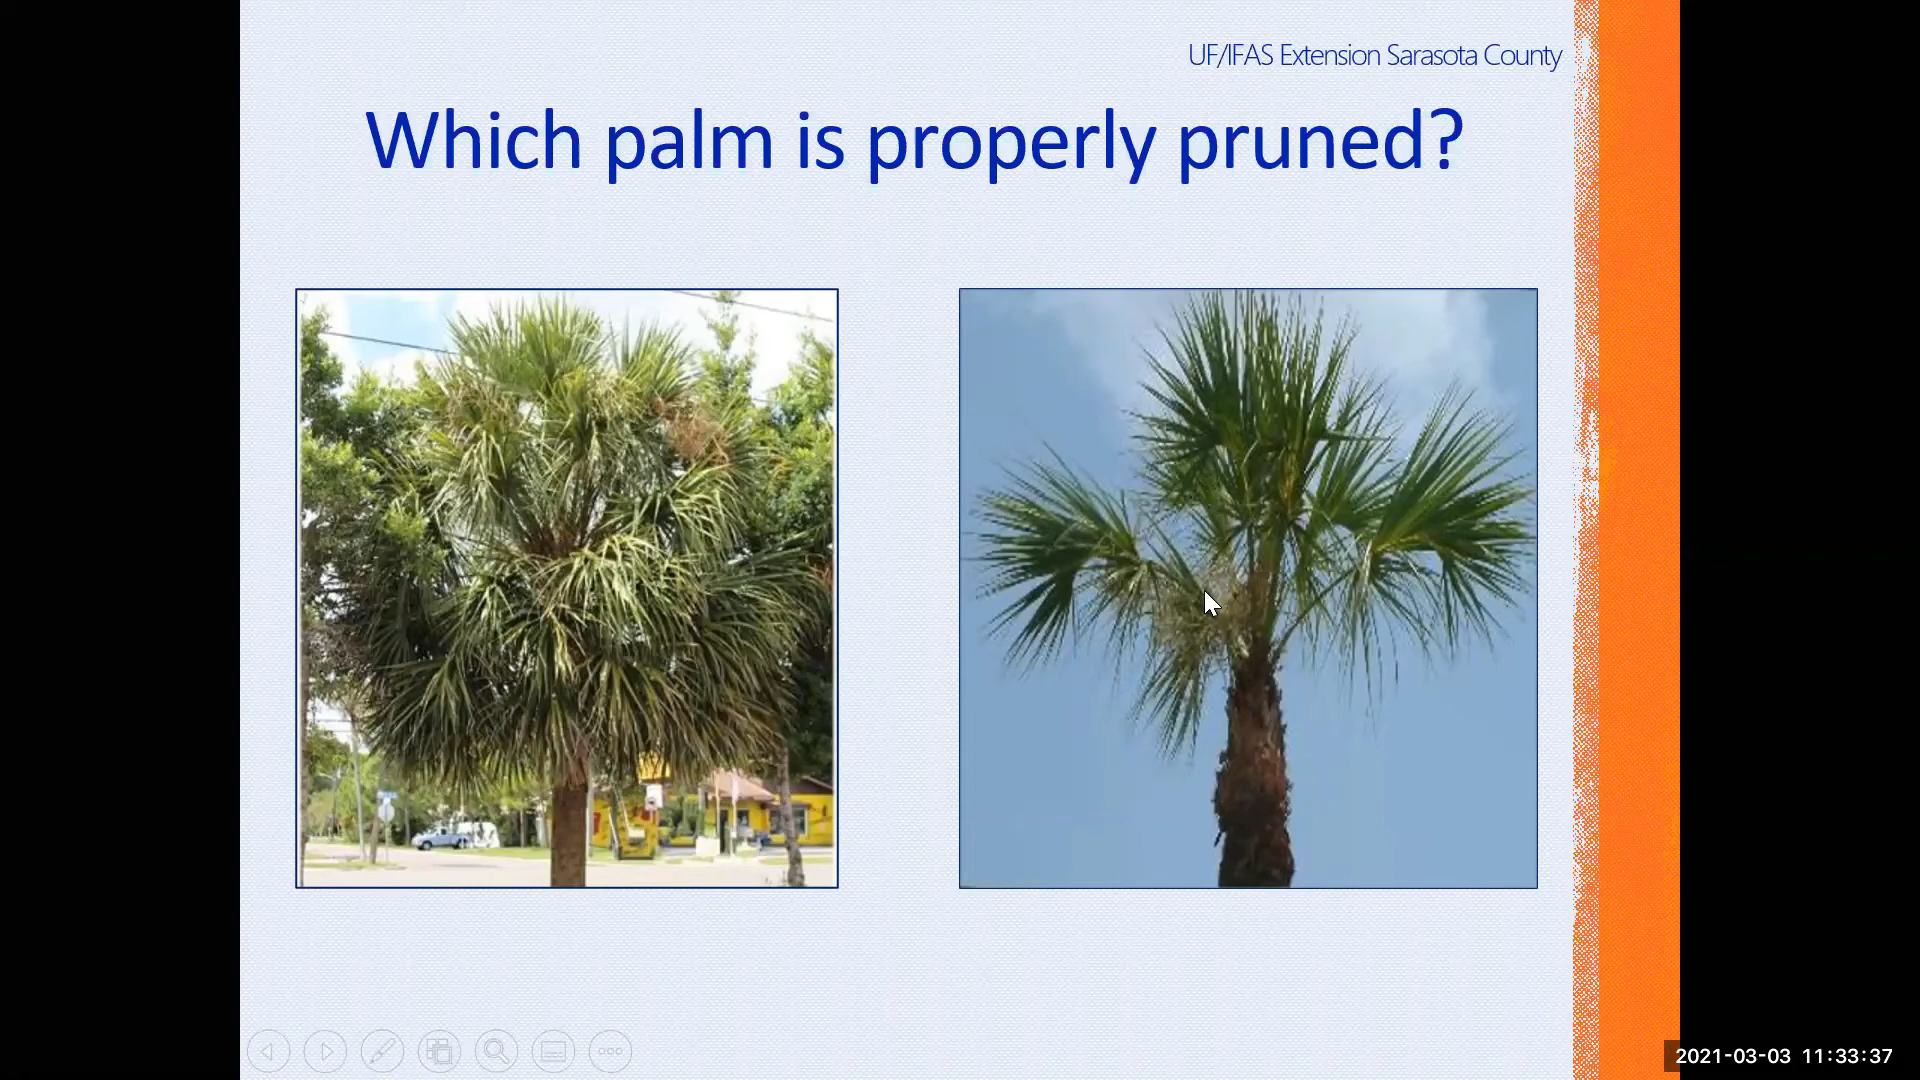 UF/IFAS Extension Sarasota County
Which palm is properly pruned?
2021-03-03 11:33:37